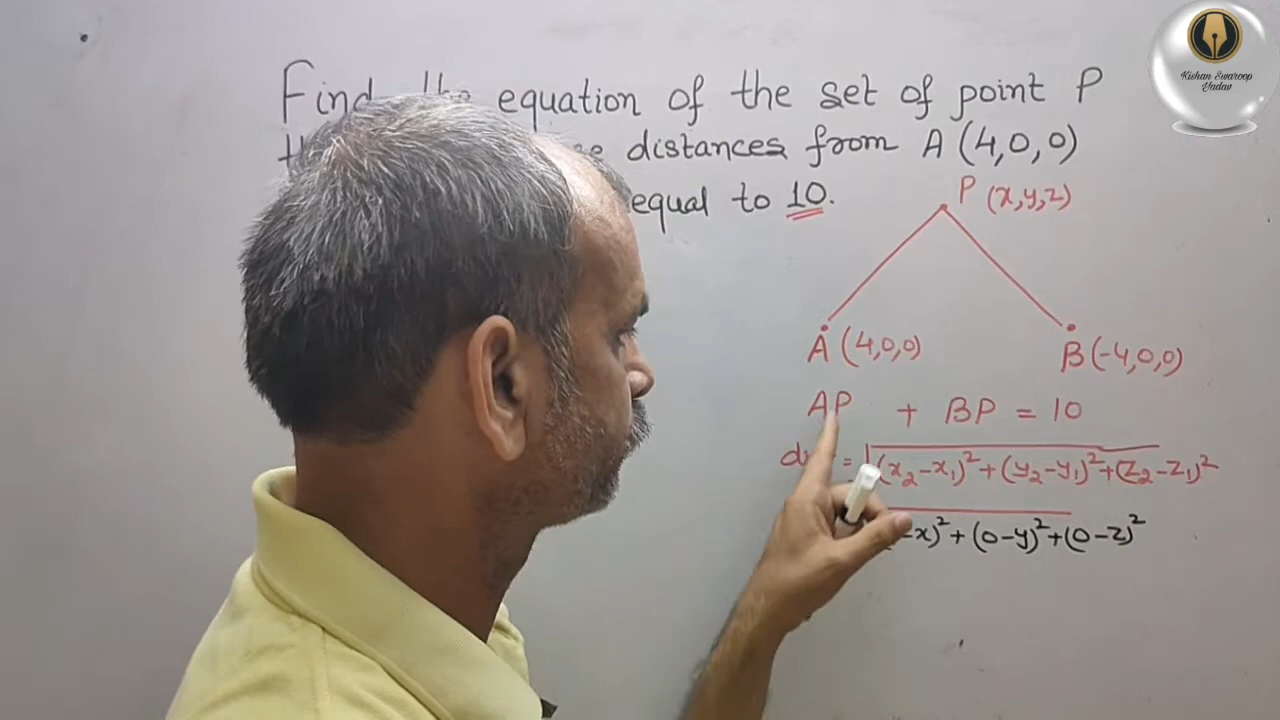 Find the equation of the set of point P
distances from A (4,0,0)
equal to 10.
P (x,y,z)
A (4,0,0)
B (-4,0,0)
AP + BP = 10
= √(x₂-x₁)²+(y₂-y₁)²+(z₂-z₁)²
-x)²+(0-y)²+(0-z)²
Kishan Swaroop
Yadav